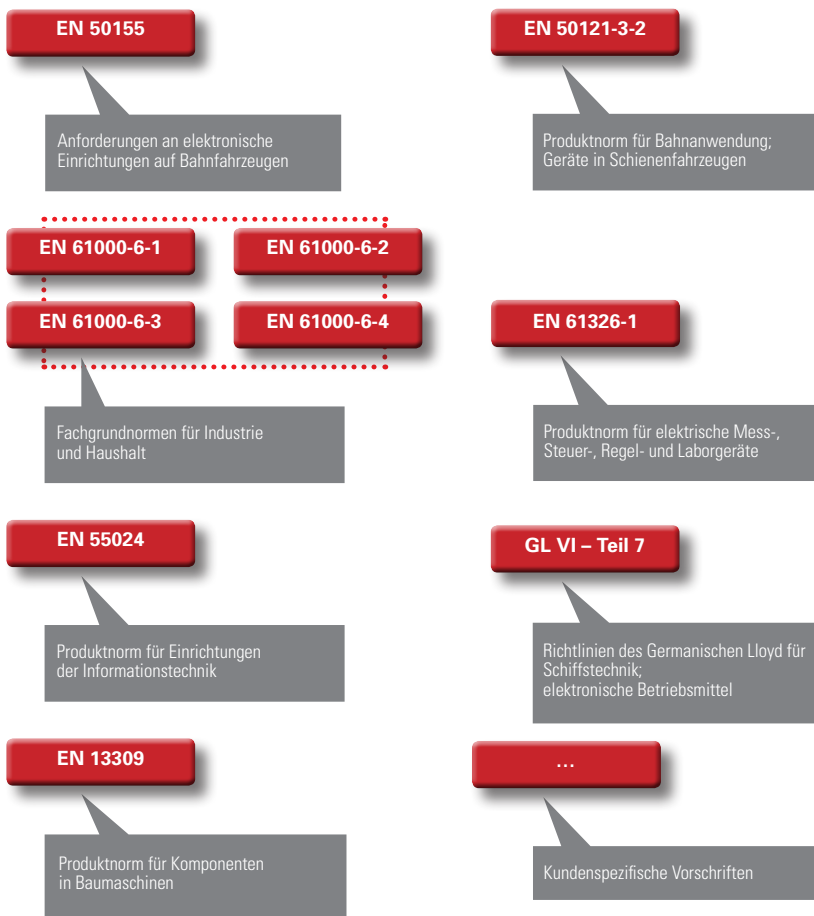 EN 50155
Anforderungen an elektronische
Einrichtungen auf Bahnfahrzeugen
EN 50121-3-2
Produktnorm für Bahnanwendung;
Geräte in Schienenfahrzeugen
EN 61000-6-1
EN 61000-6-2
EN 61000-6-3
EN 61000-6-4
Fachgrundnormen für Industrie
und Haushalt
EN 61326-1
Produktnorm für elektrische Mess-,
Steuer-, Regel- und Laborgeräte
EN 55024
Produktnorm für Einrichtungen
der Informationstechnik
GL VI – Teil 7
Richtlinien des Germanischen Lloyd für
Schiffstechnik;
elektronische Betriebsmittel
EN 13309
Produktnorm für Komponenten
in Baumaschinen
...
Kundenspezifische Vorschriften